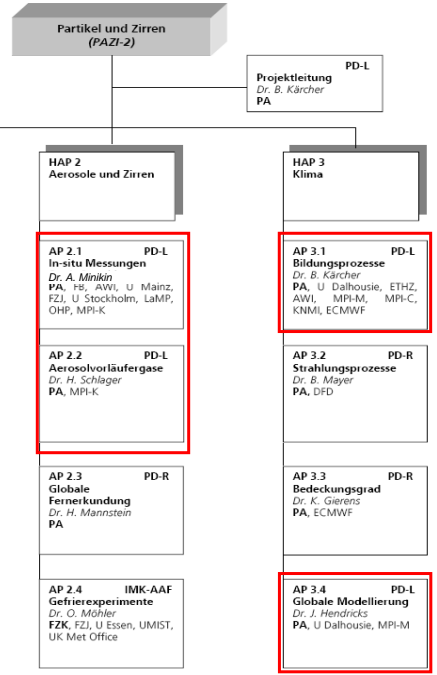 Partikel und Zirren
(PAZI-2)
PD-L
Projektleitung
Dr. B. Kärcher
PA
HAP 2
Aerosole und Zirren
AP 2.1 PD-L
In-situ Messungen
Dr. A. Minikin
PA, FB, AWI, U Mainz,
FZJ, U Stockholm, LaMP,
OHP, MPI-K
AP 2.2 PD-L
Aerosolvorläufergase
Dr. H. Schlager
PA, MPI-K
AP 2.3 PD-R
Globale
Fernerkundung
Dr. H. Mannstein
PA
AP 2.4 IMK-AAF
Gefrierexperimente
Dr. O. Möhler
FZK, FZJ, U Essen, UMIST,
UK Met Office
HAP 3
Klima
AP 3.1 PD-L
Bildungsprozesse
Dr. B. Kärcher
PA, U Dalhousie, ETHZ,
AWI, MPI-M, MPI-C,
KNMI, ECMWF
AP 3.2 PD-R
Strahlungsprozesse
Dr. B. Mayer
PA, DFD
AP 3.3 PD-R
Bedeckungsgrad
Dr. K. Gierens
PA, ECMWF
AP 3.4 PD-L
Globale Modellierung
Dr. J. Hendricks
PA, U Dalhousie, MPI-M